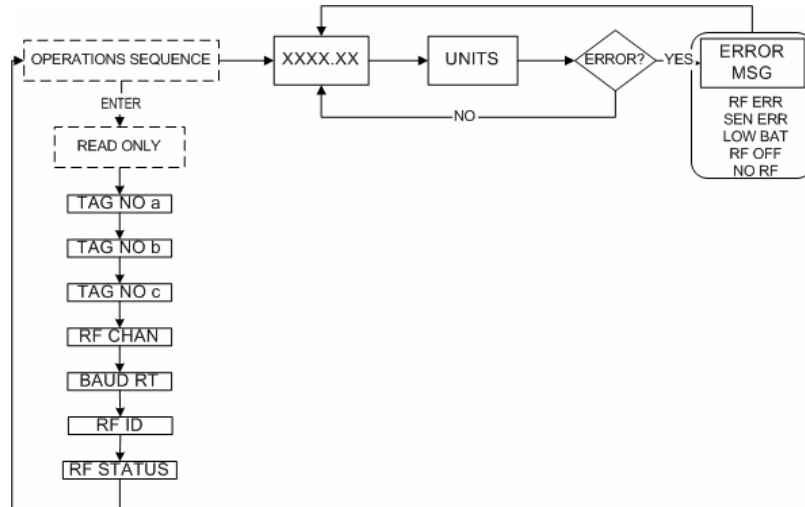 OPERATIONS SEQUENCE
XXXX.XX
UNITS
ERROR?
YES
ERROR
MSG
RF ERR
SEN ERR
LOW BAT
RF OFF
NO RF
NO
ENTER
READ ONLY
TAG NO a
TAG NO b
TAG NO c
RF CHAN
BAUD RT
RF ID
RF STATUS